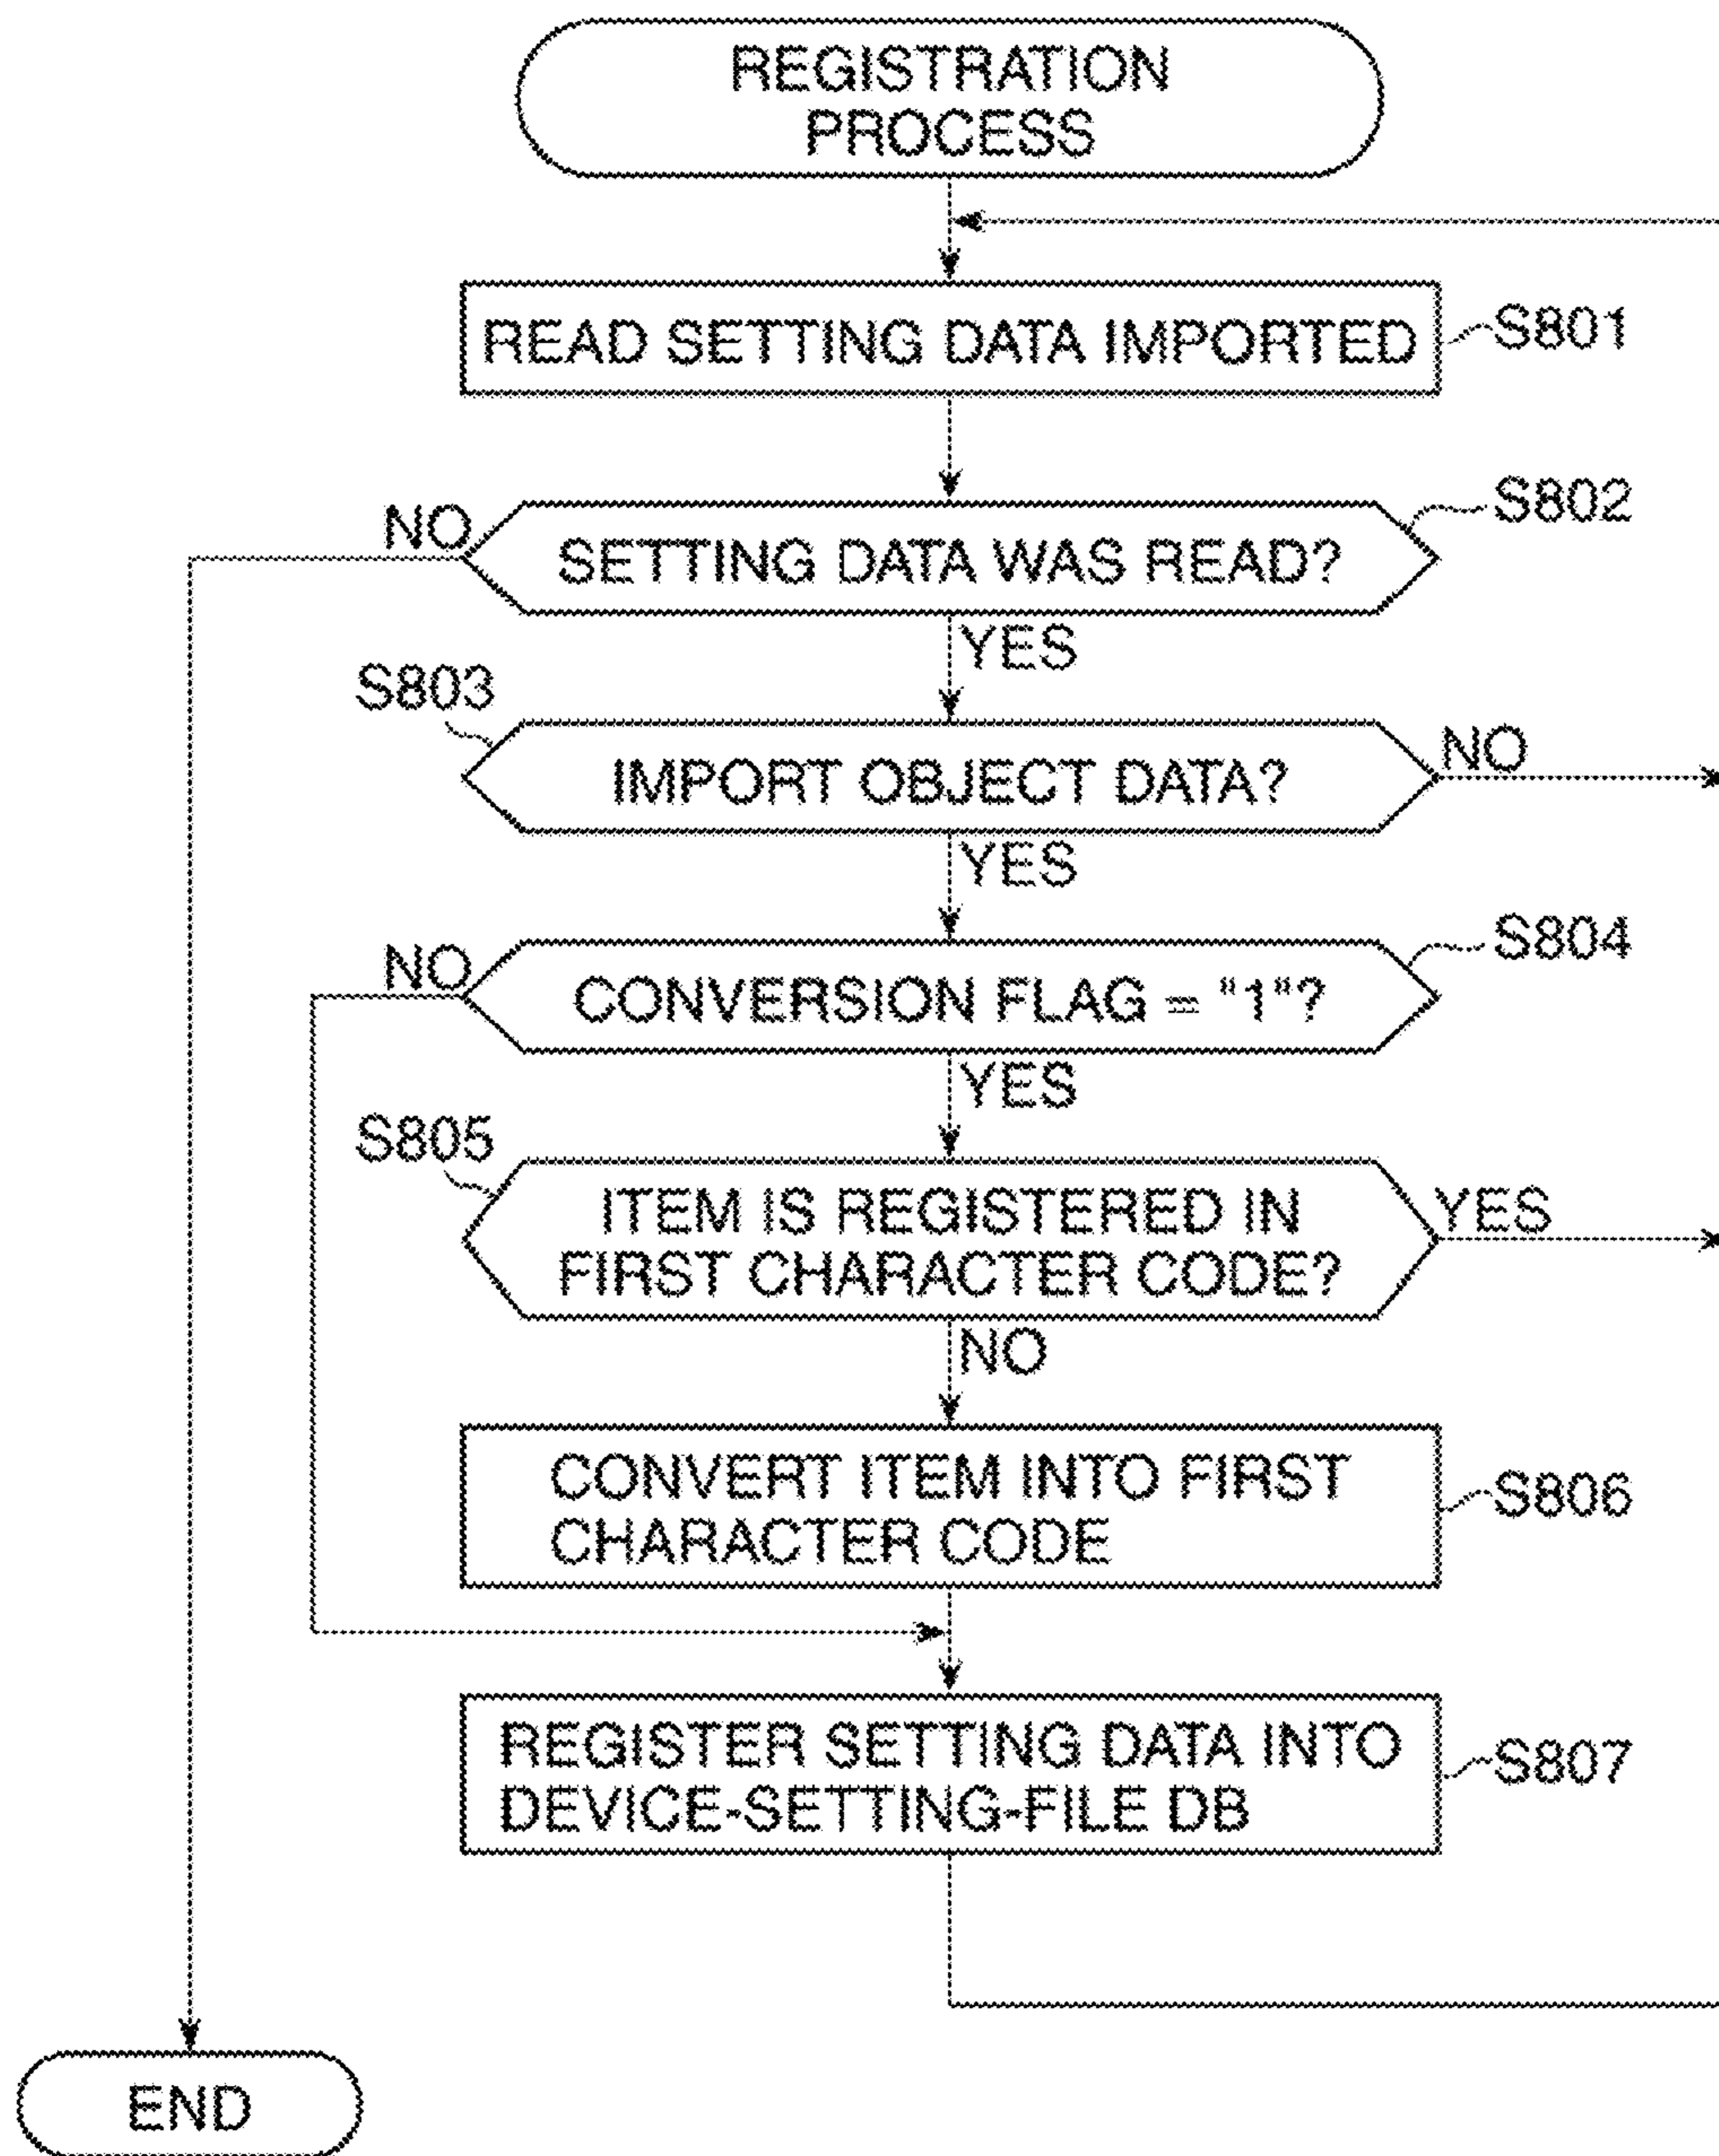 REGISTRATION
PROCESS
READ SETTING DATA IMPORTED
S801
NO
SETTING DATA WAS READ?
S802
YES
S803
IMPORT OBJECT DATA?
NO
YES
NO
CONVERSION FLAG = "1"?
S804
YES
S805
ITEM IS REGISTERED IN
FIRST CHARACTER CODE?
YES
NO
CONVERT ITEM INTO FIRST
CHARACTER CODE
S806
REGISTER SETTING DATA INTO
DEVICE-SETTING-FILE DB
S807
END